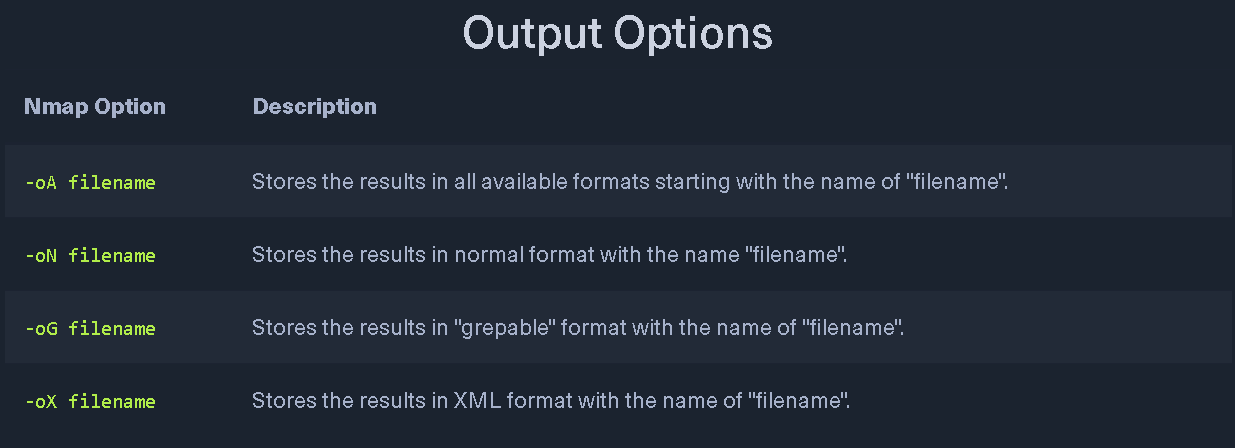 Output Options
Nmap Option Description
-oA filename Stores the results in all available formats starting with the name of "filename".
-oN filename Stores the results in normal format with the name "filename".
-oG filename Stores the results in "grepable" format with the name of "filename".
-oX filename Stores the results in XML format with the name of "filename".